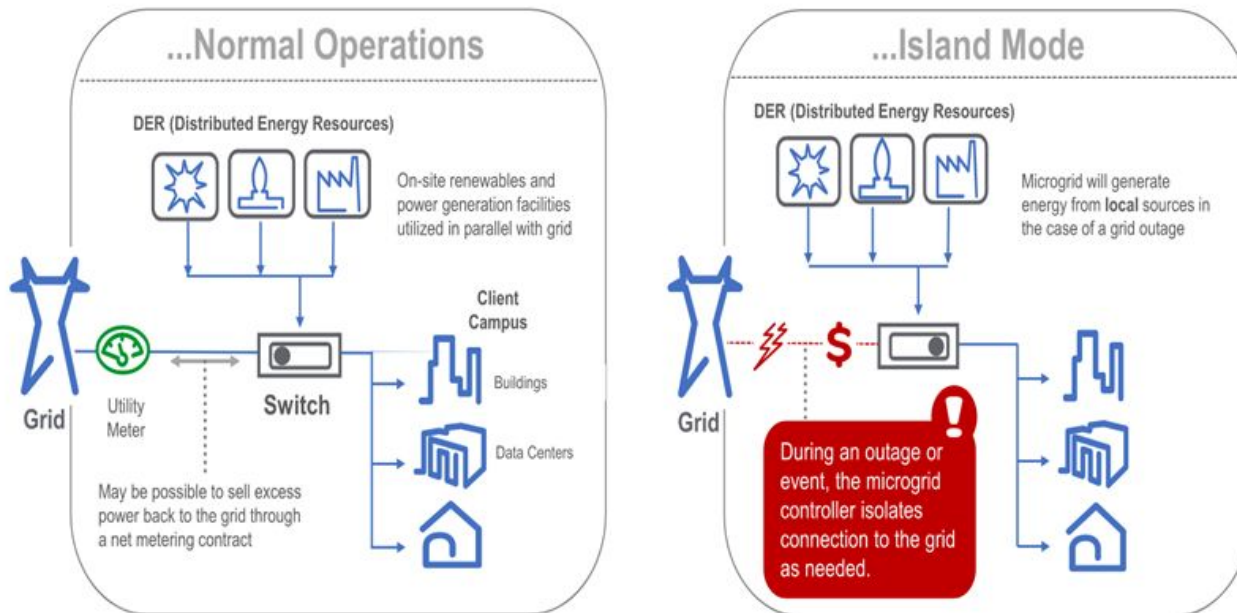 ...Normal Operations
DER (Distributed Energy Resources)
On-site renewables and
power generation facilities
utilized in parallel with grid
Client
Campus
Buildings
Grid
Utility
Meter
Switch
Data Centers
May be possible to sell excess
power back to the grid through
a net metering contract
...Island Mode
DER (Distributed Energy Resources)
Microgrid will generate
energy from local sources in
the case of a grid outage
$
Grid
!
During an outage or
event, the microgrid
controller isolates
connection to the grid
as needed.